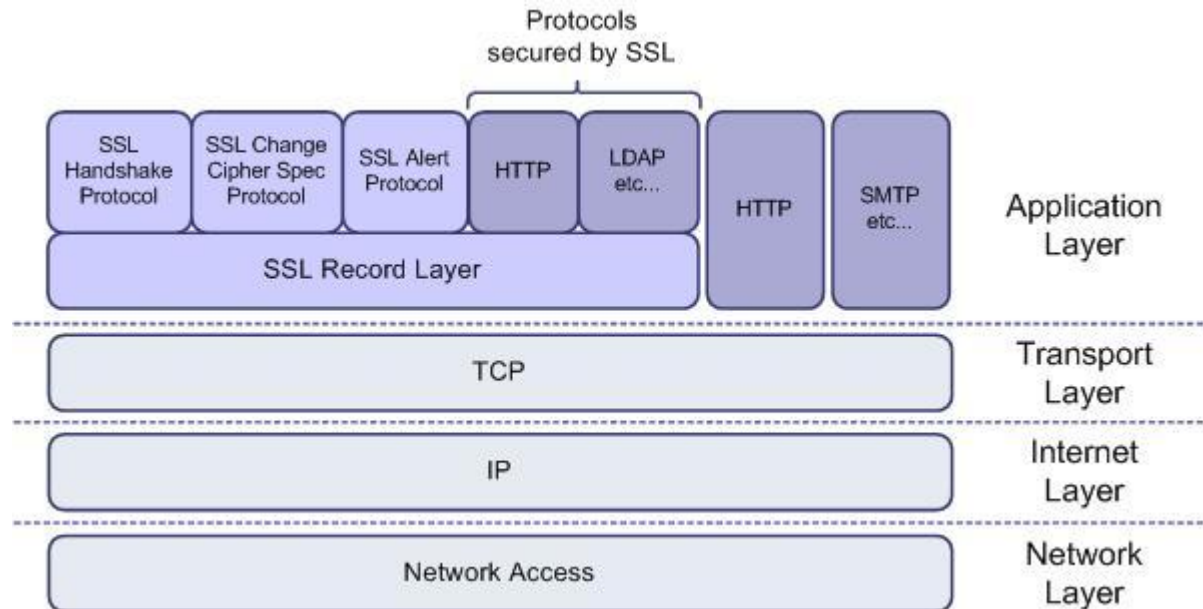 Protocols
secured by SSL
SSL
Handshake
Protocol
SSL Change
Cipher Spec
Protocol
SSL Alert
Protocol
HTTP
LDAP
etc...
HTTP
SMTP
etc...
Application
Layer
SSL Record Layer
TCP
Transport
Layer
IP
Internet
Layer
Network Access
Network
Layer